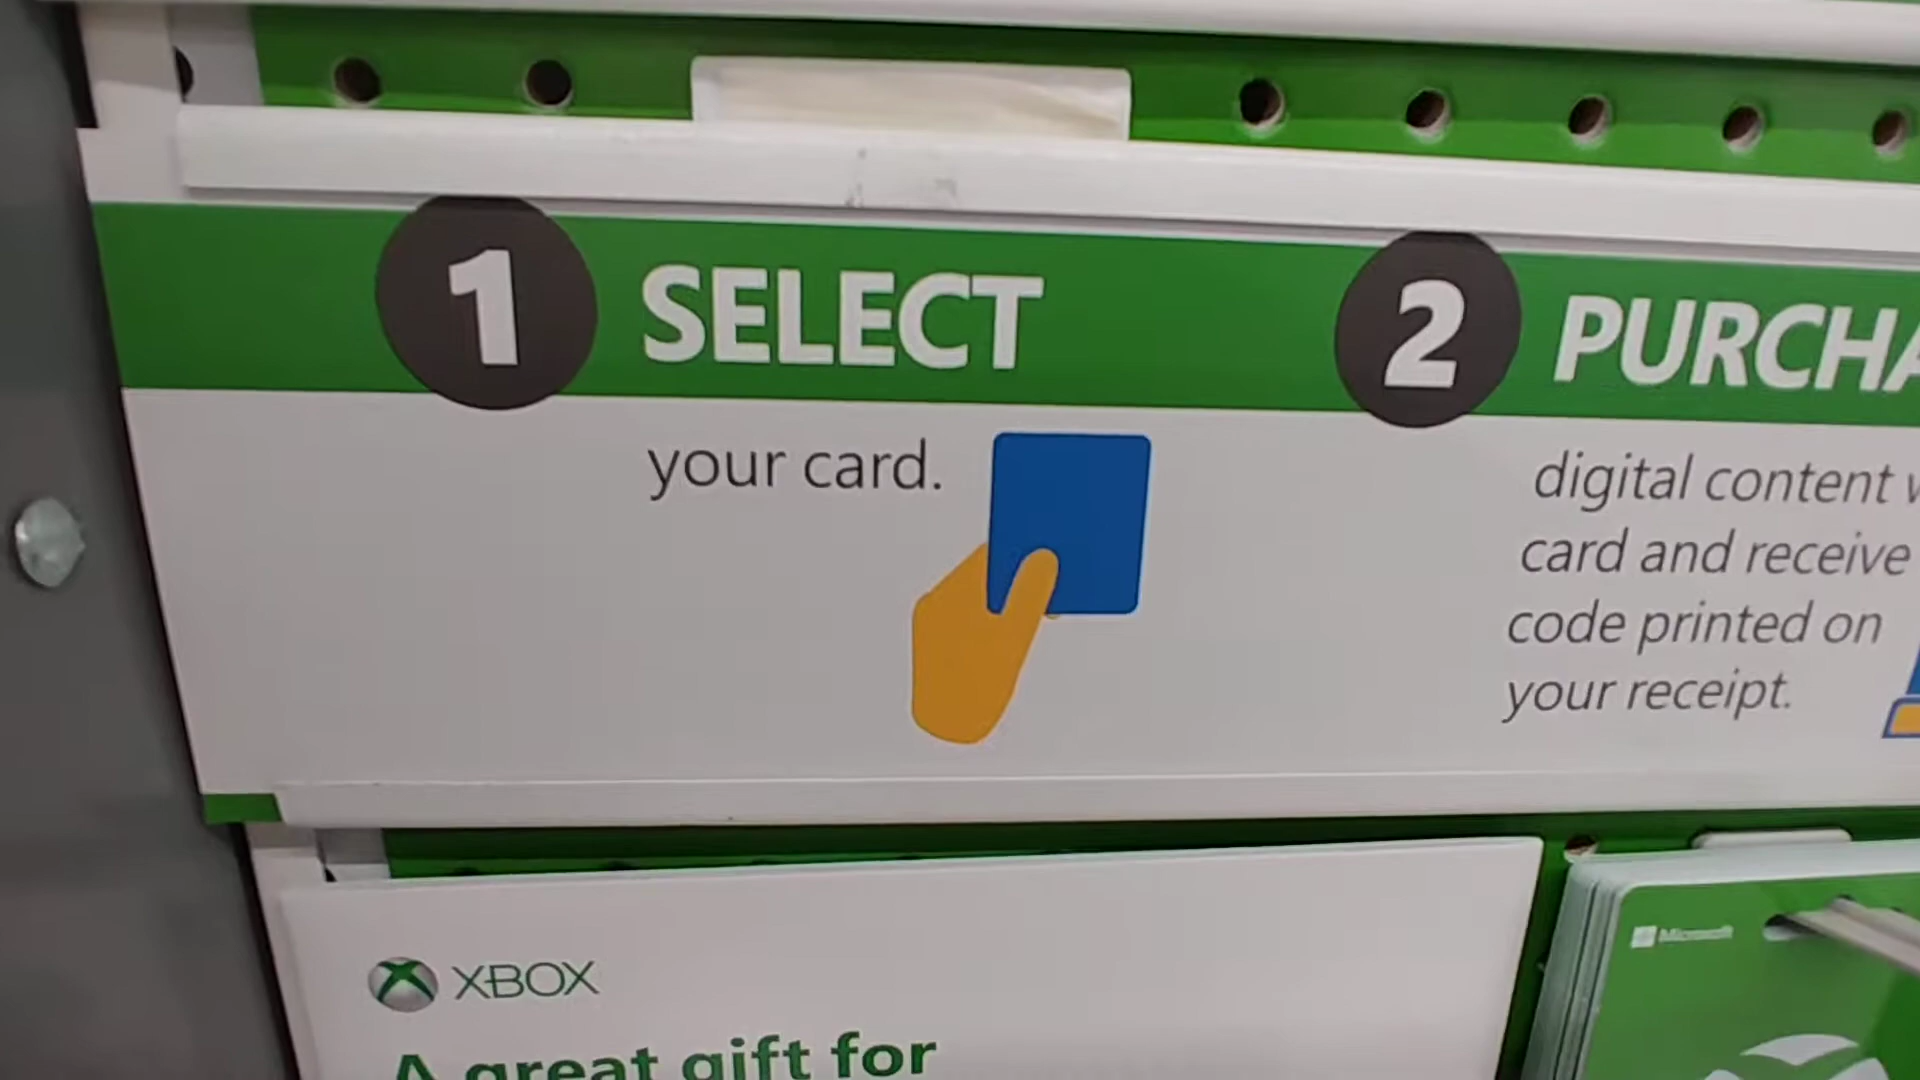 1 SELECT
your card.
2 PURCHA
digital content
card and receive
code printed on
your receipt.
XBOX
A great gift for
Microsoft